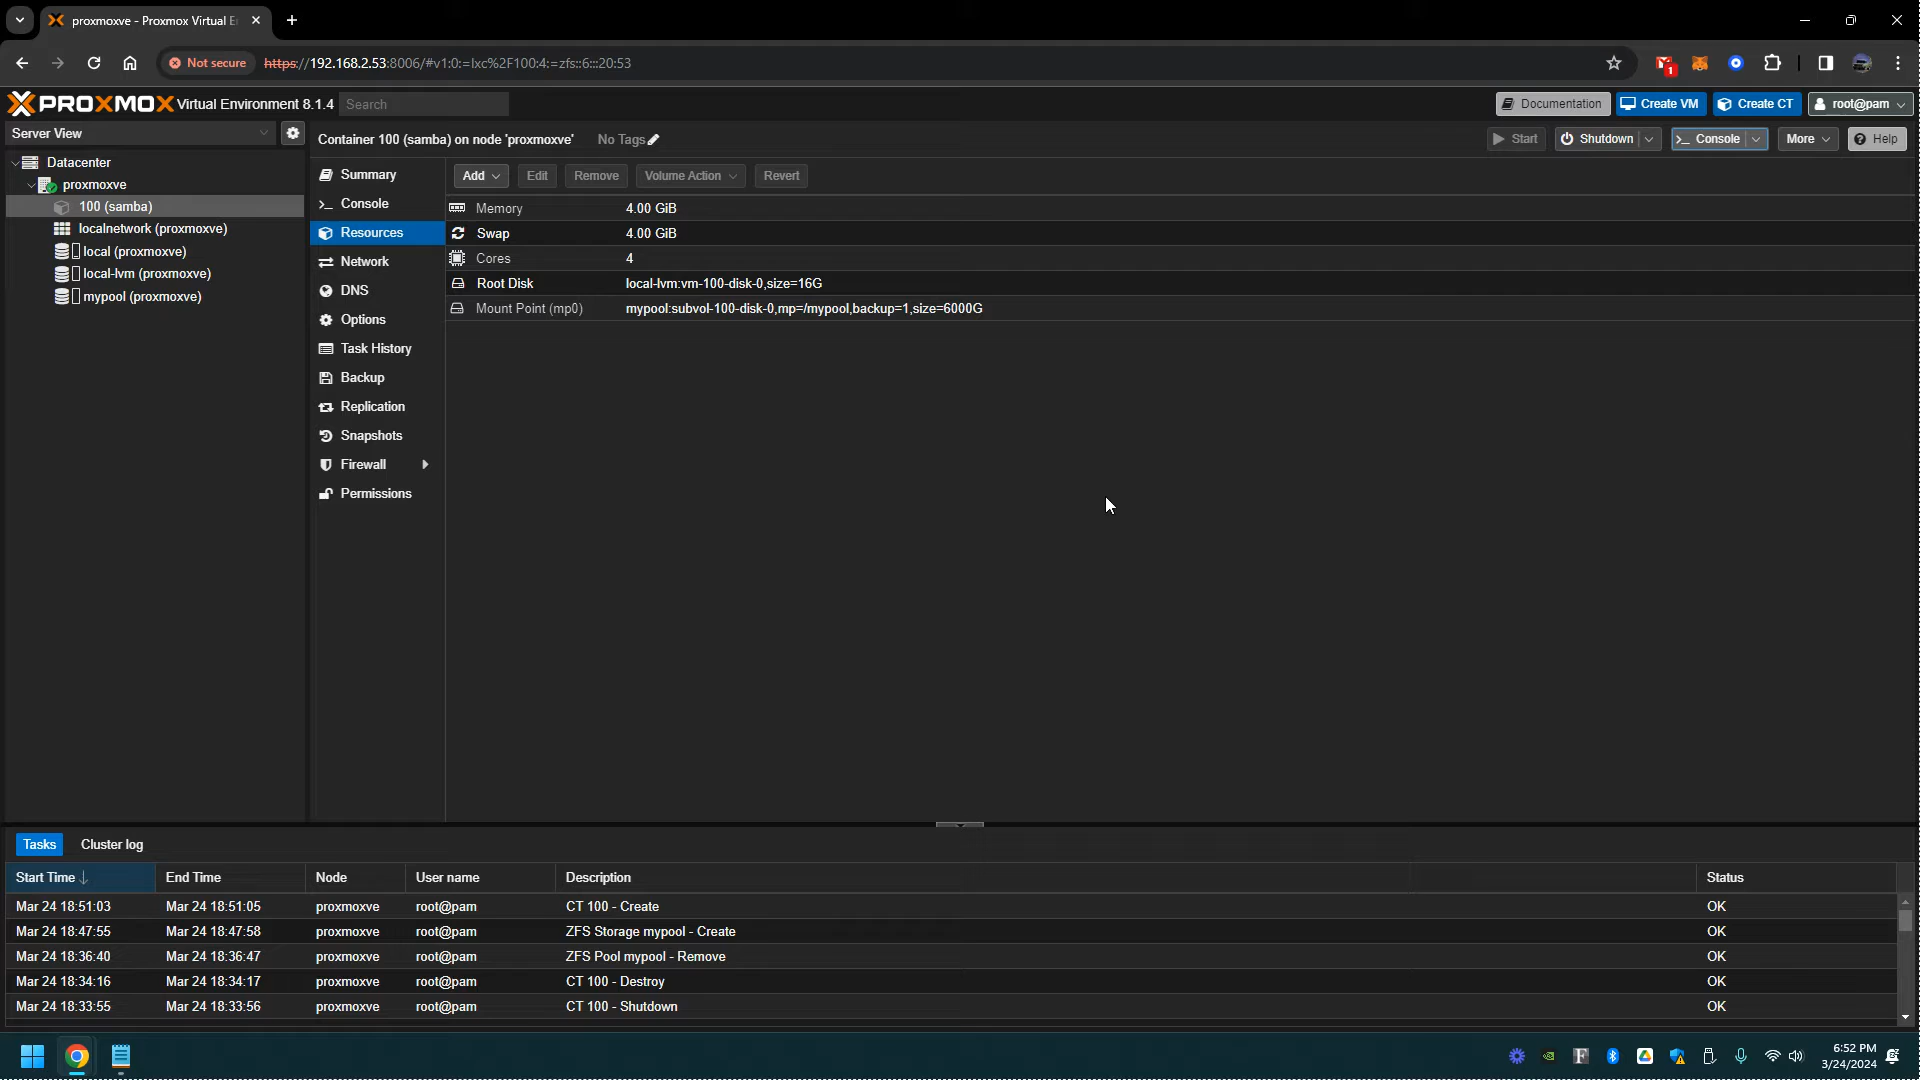 proxmoxve - Proxmox Virtual E
Not secure
https://192.168.2.53:8006/#v1:0:=lxc%2F100:4:=zfs::6:::20:53
1
PROXMOX Virtual Environment 8.1.4
Search
Documentation
Create VM
Create CT
root@pam
Server View
Container 100 (samba) on node 'proxmoxve'
No Tags
Start
Shutdown
Console
More
Help
Datacenter
proxmoxve
100 (samba)
localnetwork (proxmoxve)
local (proxmoxve)
local-lvm (proxmoxve)
mypool (proxmoxve)
Summary
Console
Resources
Network
DNS
Options
Task History
Backup
Replication
Snapshots
Firewall
Permissions
Add
Edit
Remove
Volume Action
Revert
Memory 4.00 GiB
Swap 4.00 GiB
Cores 4
Root Disk local-lvm:vm-100-disk-0,size=16G
Mount Point (mp0) mypool:subvol-100-disk-0,mp=/mypool,backup=1,size=6000G
Tasks
Cluster log
Start Time End Time Node User name Description Status
Mar 24 18:51:03 Mar 24 18:51:05 proxmoxve root@pam CT 100 - Create OK
Mar 24 18:47:55 Mar 24 18:47:58 proxmoxve root@pam ZFS Storage mypool - Create OK
Mar 24 18:36:40 Mar 24 18:36:47 proxmoxve root@pam ZFS Pool mypool - Remove OK
Mar 24 18:34:16 Mar 24 18:34:17 proxmoxve root@pam CT 100 - Destroy OK
Mar 24 18:33:55 Mar 24 18:33:56 proxmoxve root@pam CT 100 - Shutdown OK
6:52 PM
3/24/2024